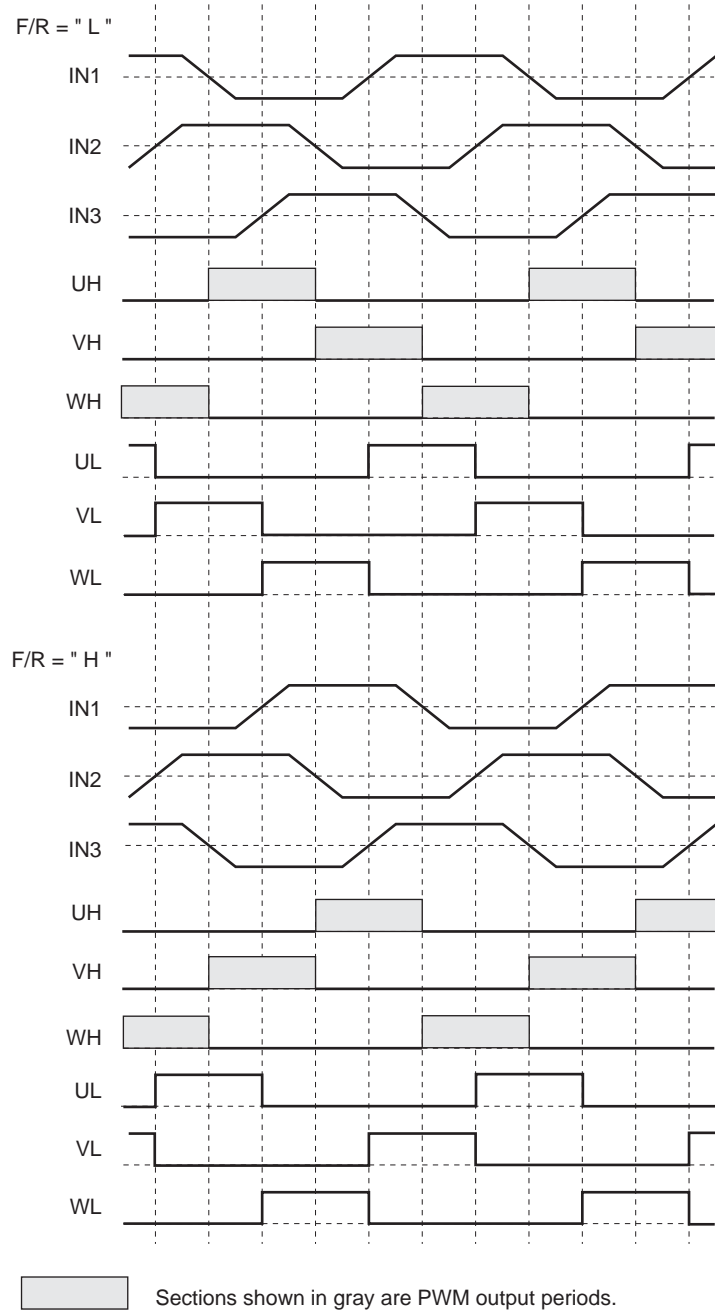 F/R = " L "
IN1
IN2
IN3
UH
VH
WH
UL
VL
WL
F/R = " H "
IN1
IN2
IN3
UH
VH
WH
UL
VL
WL
Sections shown in gray are PWM output periods.